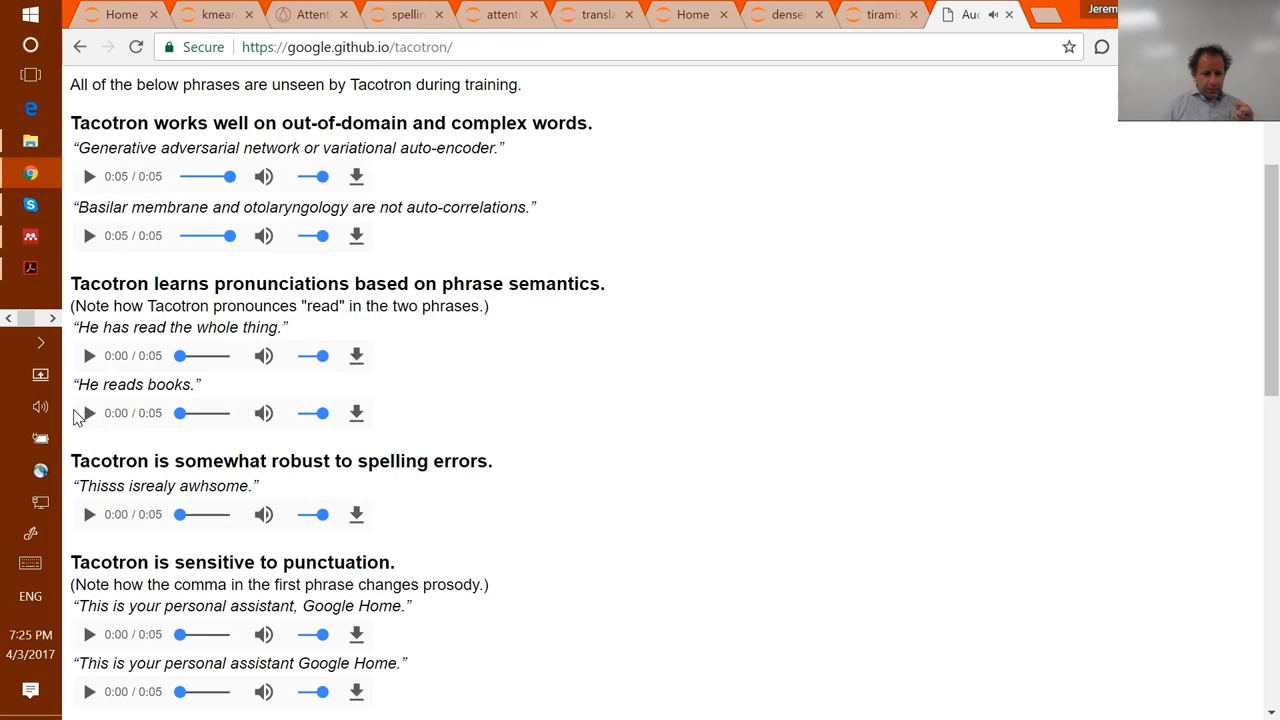 Home
kmear
Attent
spellin
attenti
transla
Home
dense
tiramis
Auc
Jerem
Secure https://google.github.io/tacotron/
All of the below phrases are unseen by Tacotron during training.
Tacotron works well on out-of-domain and complex words.
“Generative adversarial network or variational auto-encoder.”
0:05 / 0:05
“Basilar membrane and otolaryngology are not auto-correlations.”
0:05 / 0:05
Tacotron learns pronunciations based on phrase semantics.
(Note how Tacotron pronounces "read" in the two phrases.)
“He has read the whole thing.”
0:00 / 0:05
“He reads books.”
0:00 / 0:05
Tacotron is somewhat robust to spelling errors.
“Thisss isrealy awhsome.”
0:00 / 0:05
Tacotron is sensitive to punctuation.
(Note how the comma in the first phrase changes prosody.)
“This is your personal assistant, Google Home.”
0:00 / 0:05
“This is your personal assistant Google Home.”
0:00 / 0:05
ENG
7:25 PM
4/3/2017